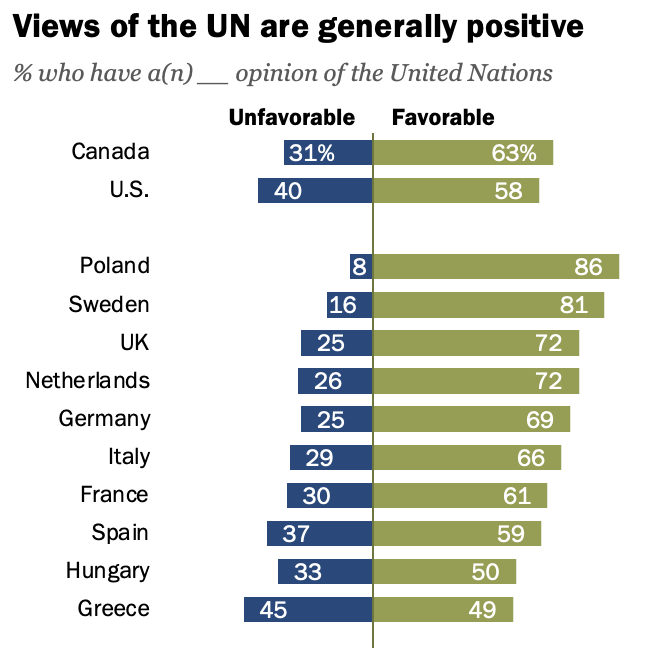 Views of the UN are generally positive
% who have a(n) __ opinion of the United Nations
Unfavorable Favorable
Canada 31% 63%
U.S. 40 58
Poland 8 86
Sweden 16 81
UK 25 72
Netherlands 26 72
Germany 25 69
Italy 29 66
France 30 61
Spain 37 59
Hungary 33 50
Greece 45 49